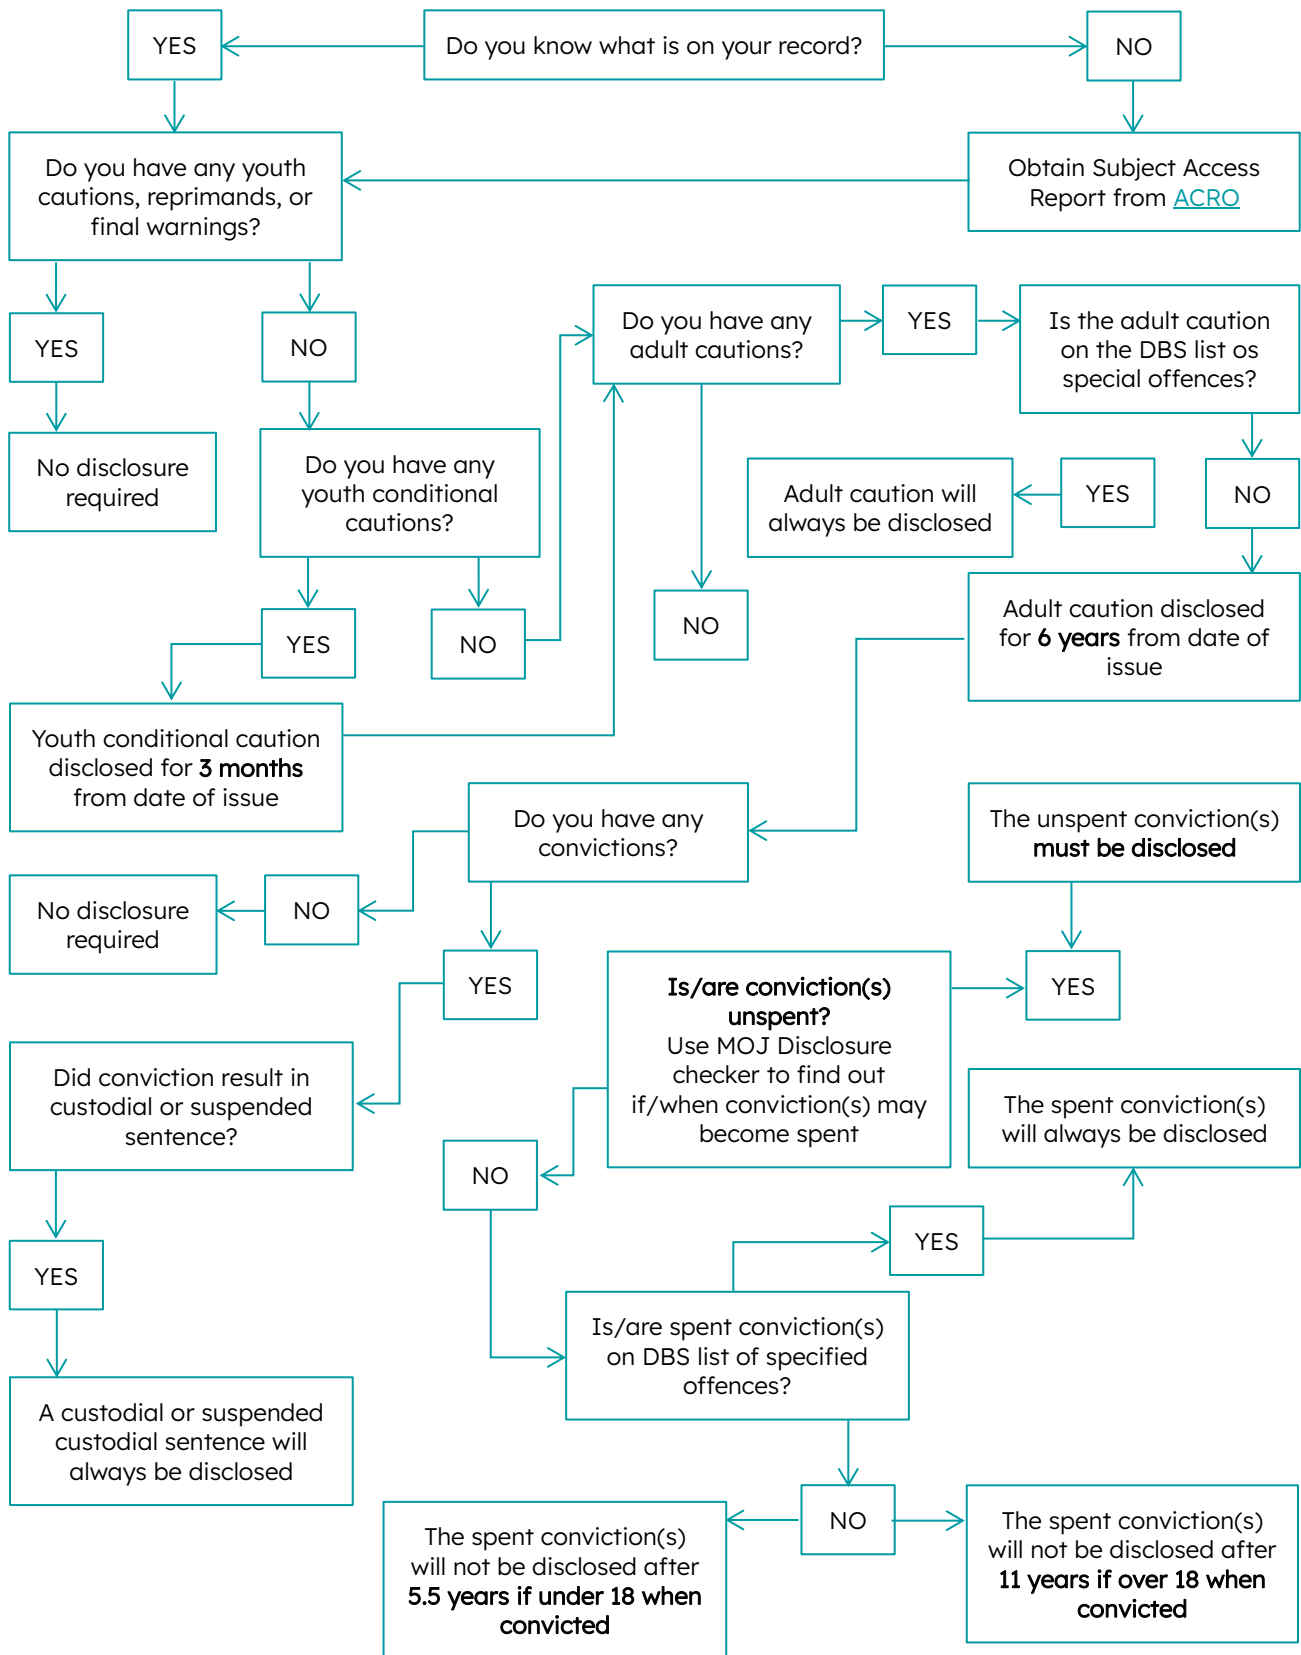 YES
Do you know what is on your record?
NO
Do you have any youth
cautions, reprimands, or
final warnings?
Obtain Subject Access
Report from ACRO
YES
NO
Do you have any
adult cautions?
YES
Is the adult caution
on the DBS list os
special offences?
No disclosure
required
Do you have any
youth conditional
cautions?
Adult caution will
always be disclosed
YES
NO
YES
NO
NO
Adult caution disclosed
for 6 years from date of
issue
Youth conditional caution
disclosed for 3 months
from date of issue
Do you have any
convictions?
The unspent conviction(s)
must be disclosed
No disclosure
required
NO
YES
Is/are conviction(s)
unspent?
Use MOJ Disclosure
checker to find out
if/when conviction(s) may
become spent
YES
Did conviction result in
custodial or suspended
sentence?
The spent conviction(s)
will always be disclosed
NO
YES
YES
Is/are spent conviction(s)
on DBS list of specified
offences?
A custodial or suspended
custodial sentence will
always be disclosed
NO
The spent conviction(s)
will not be disclosed after
5.5 years if under 18 when
convicted
The spent conviction(s)
will not be disclosed after
11 years if over 18 when
convicted